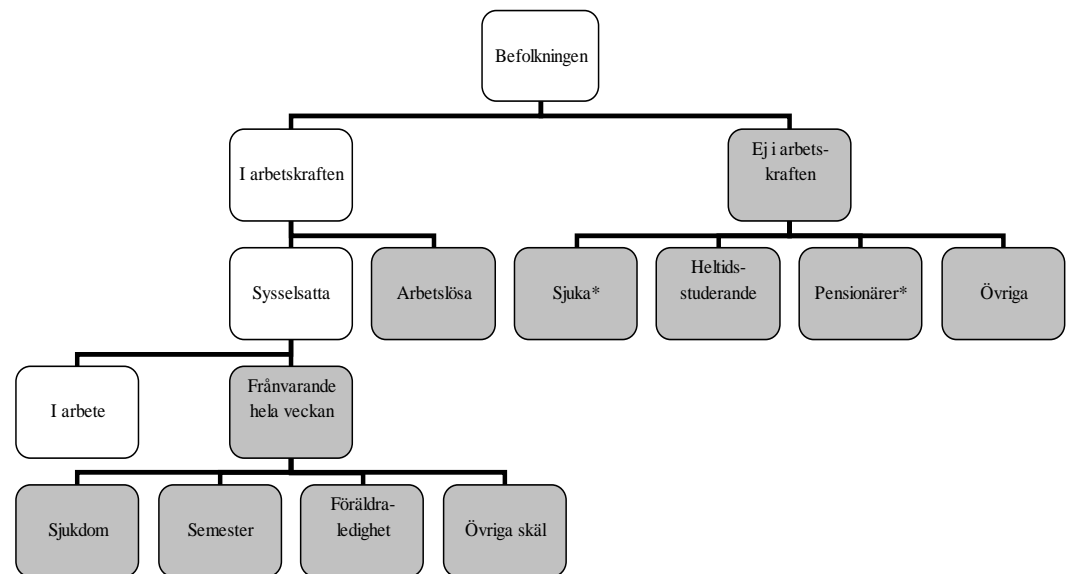 Befolkningen
I arbetskraften
Ej i arbets-
kraften
Sysselsatta
Arbetslösa
Sjuka*
Heltids-
studerande
Pensionärer*
Övriga
I arbete
Frånvarande
hela veckan
Sjukdom
Semester
Föräldra-
ledighet
Övriga skäl